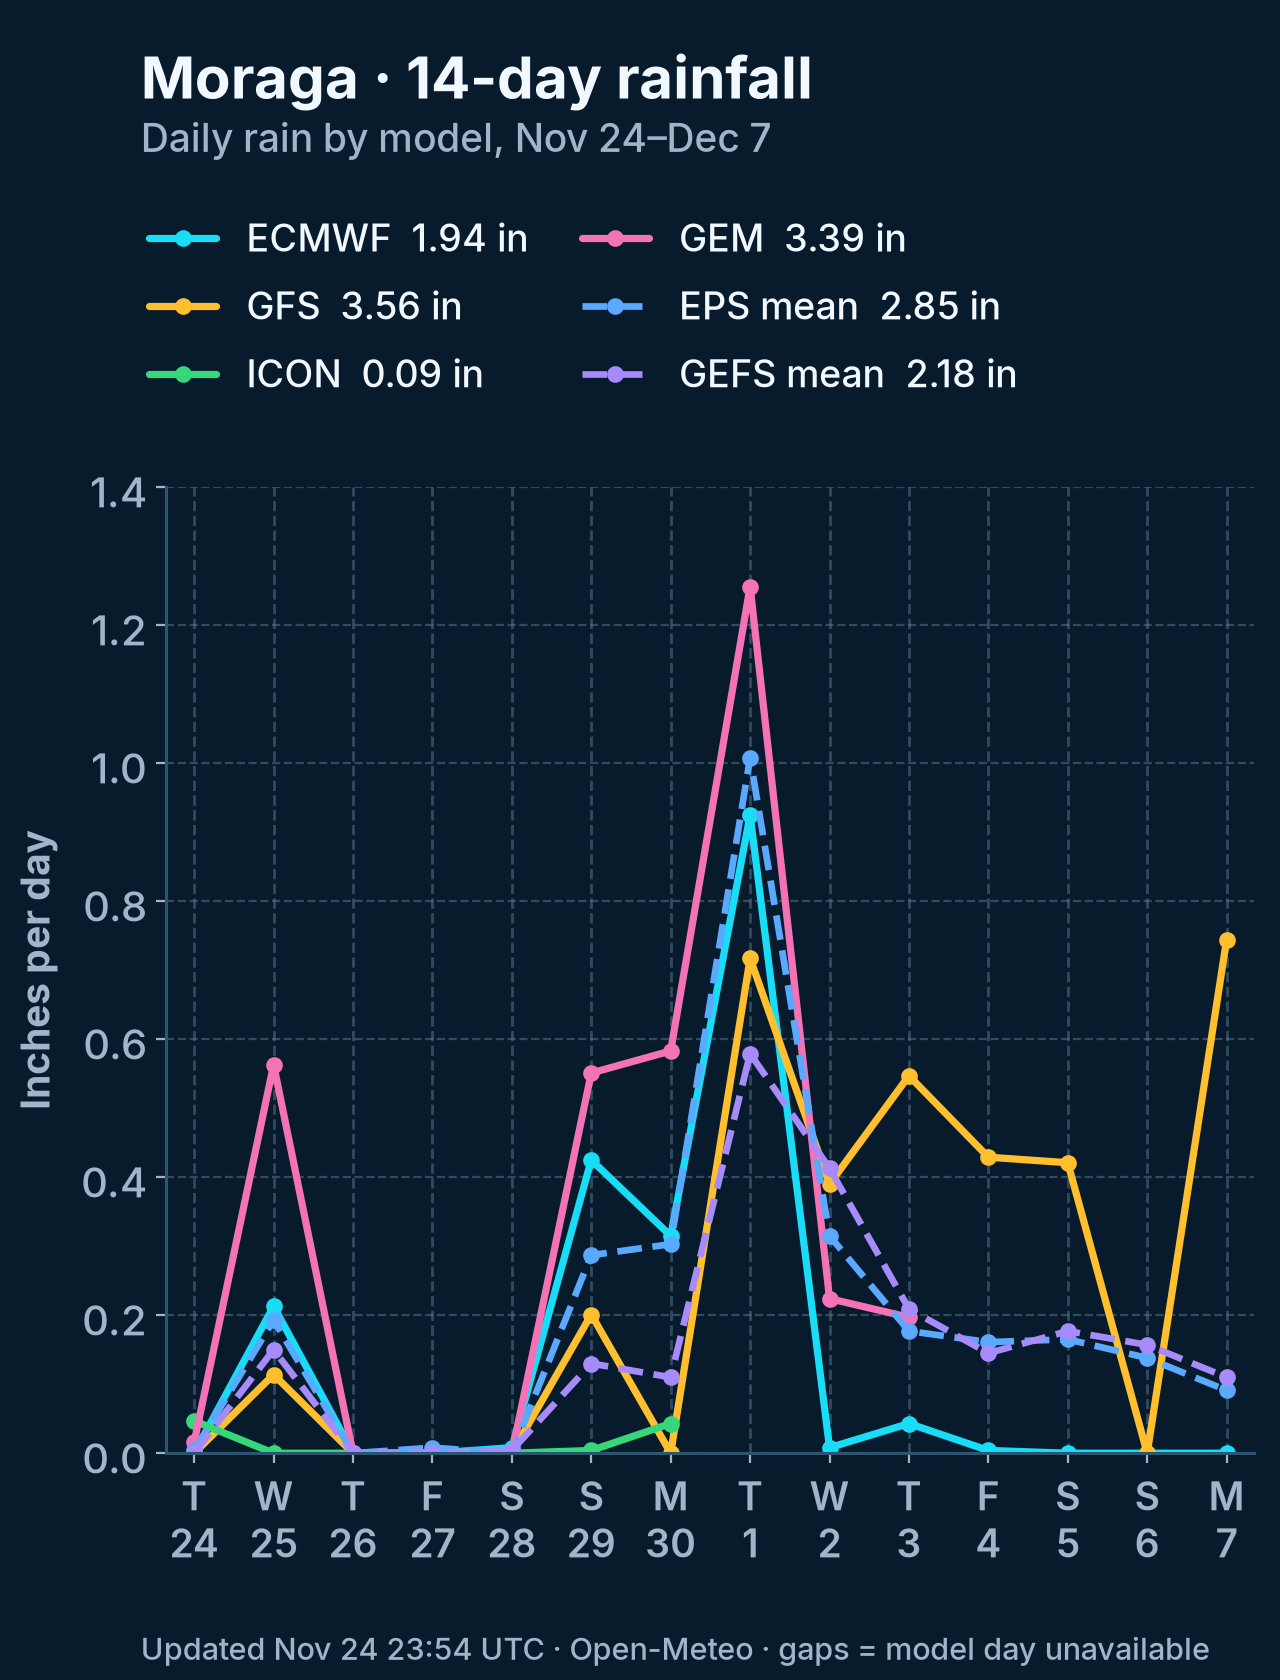 Moraga · 14-day rainfall
Daily rain by model, Nov 24–Dec 7
ECMWF 1.94 in
GEM 3.39 in
GFS 3.56 in
EPS mean 2.85 in
ICON 0.09 in
GEFS mean 2.18 in
Inches per day
1.4
1.2
1.0
0.8
0.6
0.4
0.2
0.0
T W T F S S M T W T F S S M
24 25 26 27 28 29 30 1 2 3 4 5 6 7
Updated Nov 24 23:54 UTC · Open-Meteo · gaps = model day unavailable